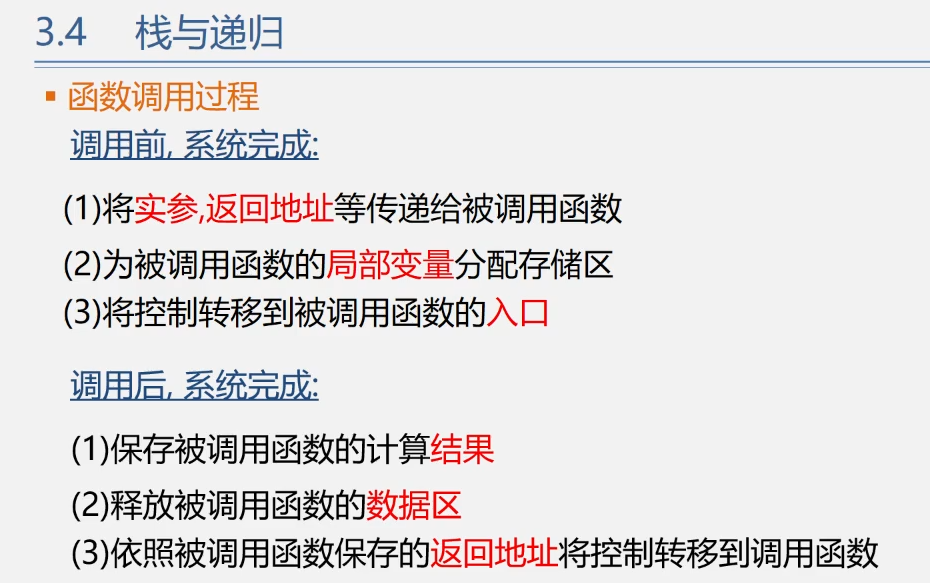 3.4 栈与递归
▪ 函数调用过程
调用前, 系统完成:
(1)将实参,返回地址等传递给被调用函数
(2)为被调用函数的局部变量分配存储区
(3)将控制转移到被调用函数的入口
调用后, 系统完成:
(1)保存被调用函数的计算结果
(2)释放被调用函数的数据区
(3)依照被调用函数保存的返回地址将控制转移到调用函数